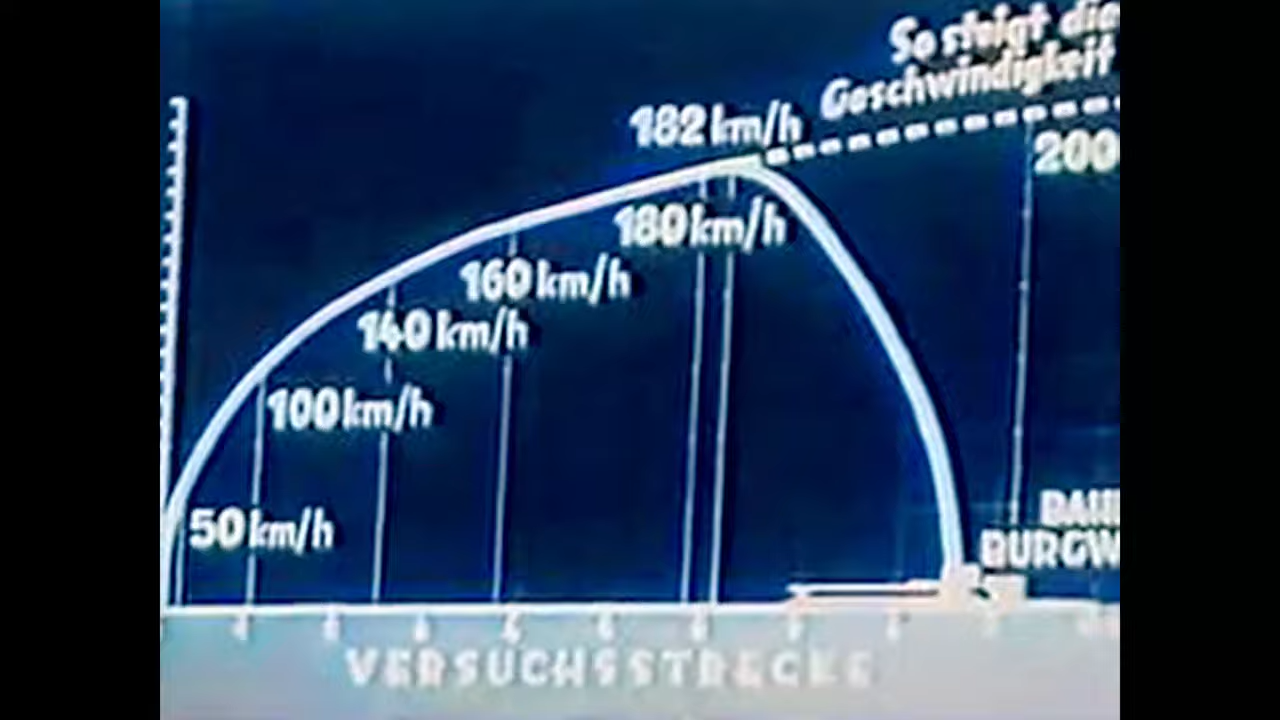 So steigt die
Geschwindigkeit
182 km/h
200
180 km/h
160 km/h
140 km/h
100 km/h
50 km/h
BAH
BURGW
VERSUCHSSTRECKE